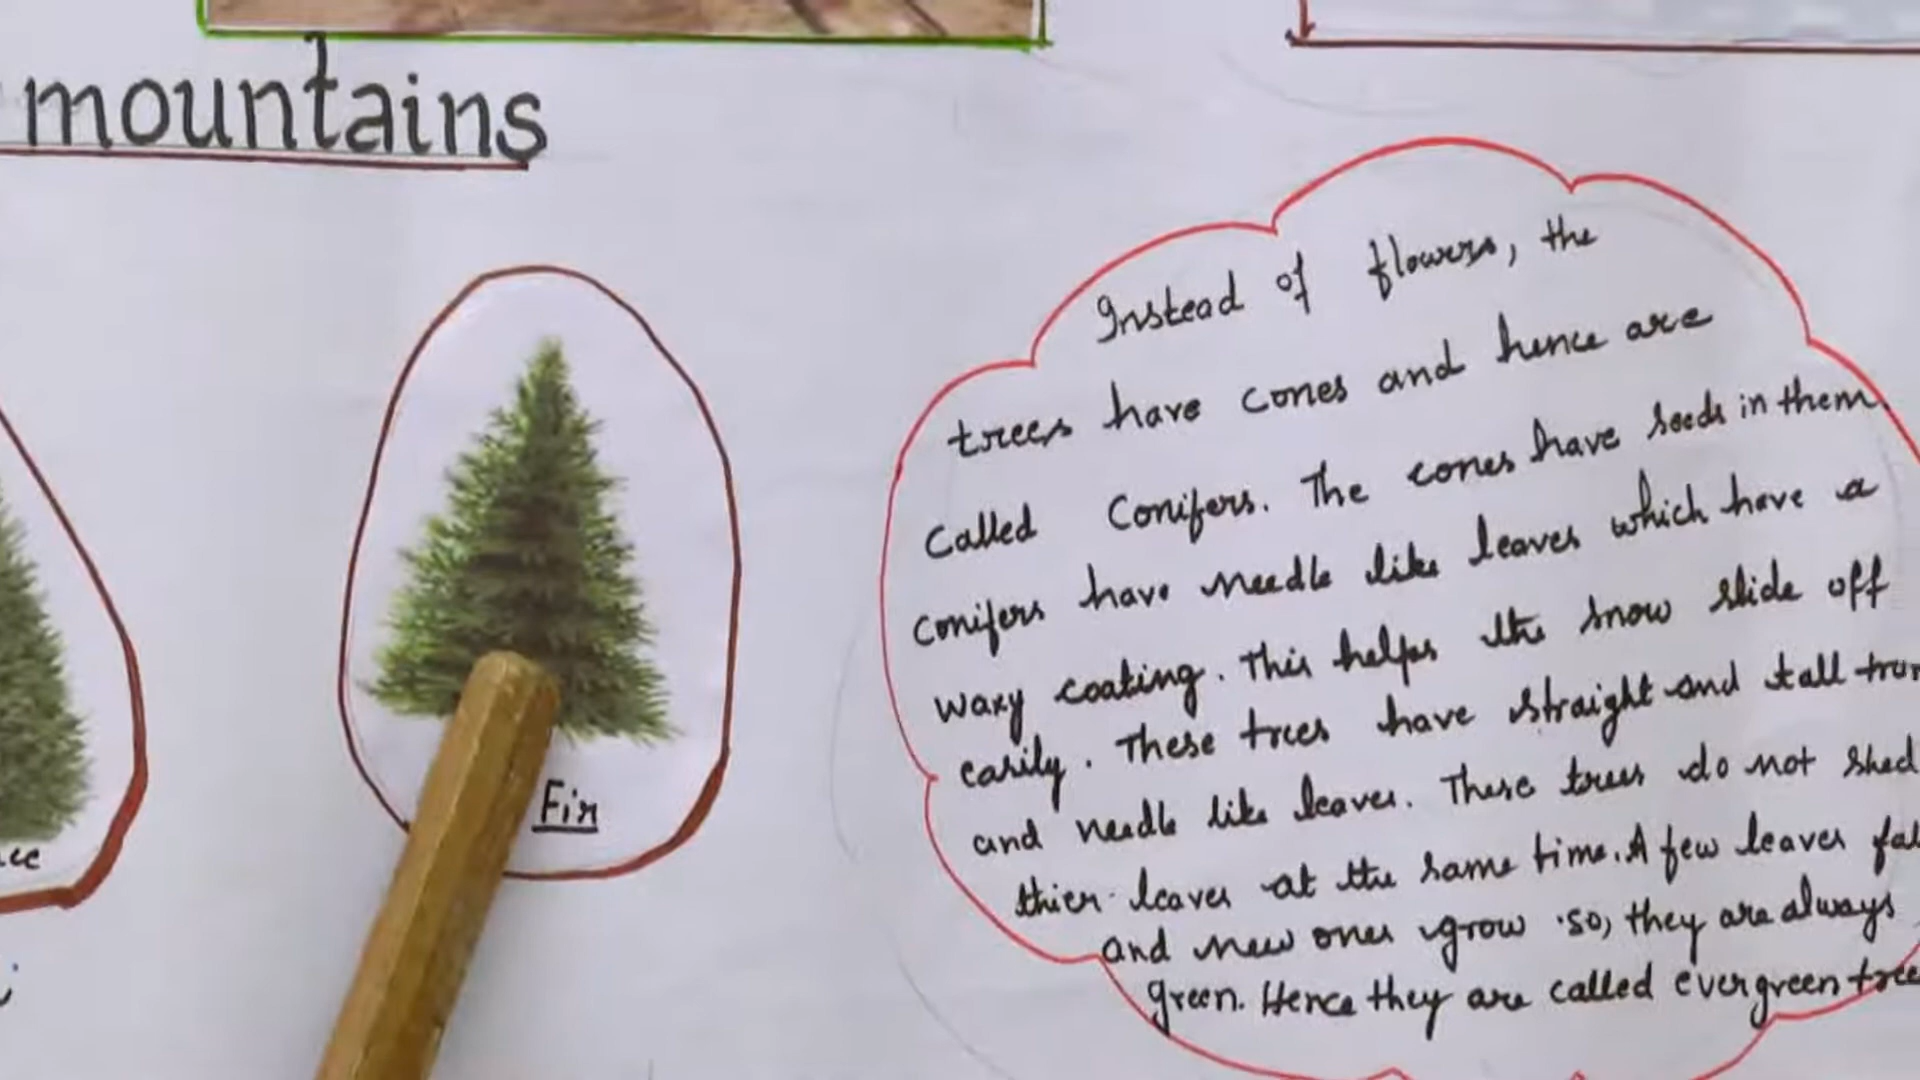 mountains
Fir
Instead of flowers, the
trees have cones and hence are
called Conifers. The cones have seeds in them.
conifers have needle like leaves which have a
waxy coating. This helps the snow slide off
easily. These trees have straight and tall
and needle like leaves. These trees do not shed
thier leaves at the same time. A few leaves
and new ones grow so, they are always
green. Hence they are called evergreen